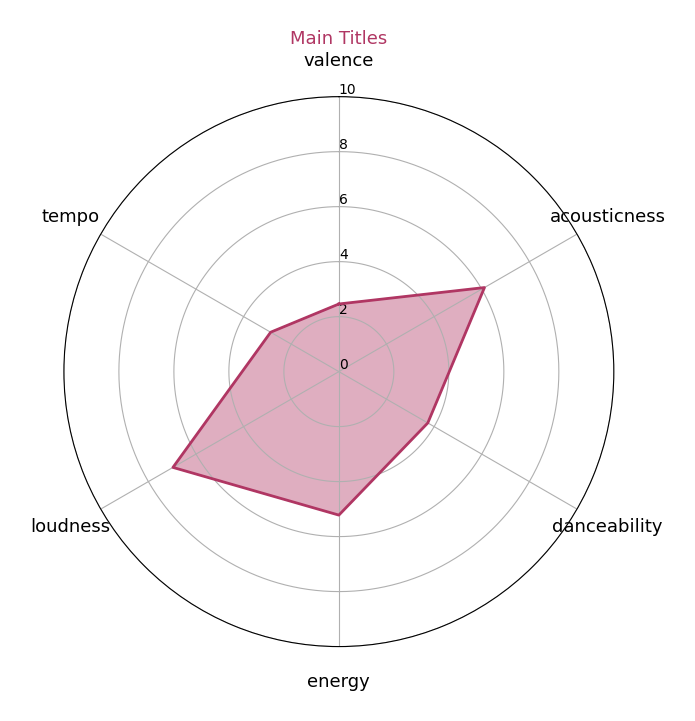 Main Titles
valence
10
8
6
4
2
0
tempo
acousticness
loudness
danceability
energy